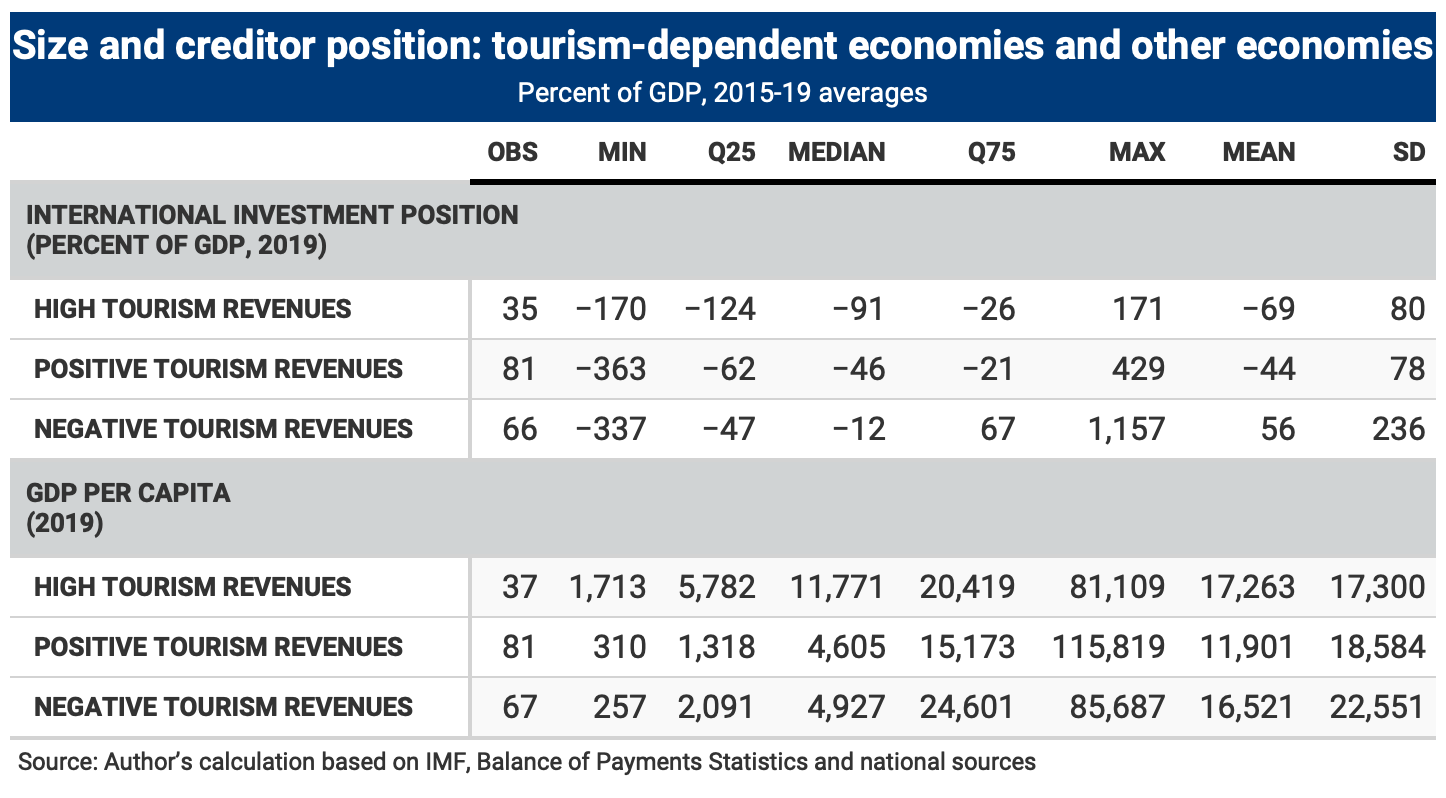 Size and creditor position: tourism-dependent economies and other economies
Percent of GDP, 2015-19 averages
OBS MIN Q25 MEDIAN Q75 MAX MEAN SD
INTERNATIONAL INVESTMENT POSITION
(PERCENT OF GDP, 2019)
HIGH TOURISM REVENUES 35 −170 −124 −91 −26 171 −69 80
POSITIVE TOURISM REVENUES 81 −363 −62 −46 −21 429 −44 78
NEGATIVE TOURISM REVENUES 66 −337 −47 −12 67 1,157 56 236
GDP PER CAPITA
(2019)
HIGH TOURISM REVENUES 37 1,713 5,782 11,771 20,419 81,109 17,263 17,300
POSITIVE TOURISM REVENUES 81 310 1,318 4,605 15,173 115,819 11,901 18,584
NEGATIVE TOURISM REVENUES 67 257 2,091 4,927 24,601 85,687 16,521 22,551
Source: Author’s calculation based on IMF, Balance of Payments Statistics and national sources